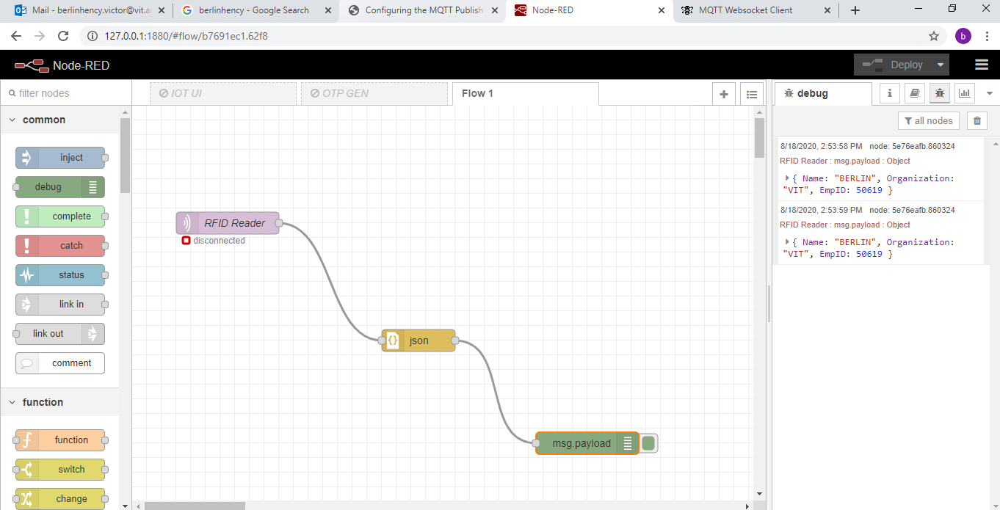 Mail - berlinhency.victor@vit.a
berlinhency - Google Search
Configuring the MQTT Publish
Node-RED
MQTT Websocket Client
127.0.0.1:1880/#flow/b7691ec1.62f8
b
Node-RED
Deploy
filter nodes
IOT UI
OTP GEN
Flow 1
debug
i
all nodes
common
inject
debug
complete
catch
status
link in
link out
comment
function
function
switch
change
RFID Reader
disconnected
json
msg.payload
8/18/2020, 2:53:58 PM node: 5e76eafb.860324
RFID Reader : msg.payload : Object
{ Name: "BERLIN", Organization:
"VIT", EmpID: 50619 }
8/18/2020, 2:53:59 PM node: 5e76eafb.860324
RFID Reader : msg.payload : Object
{ Name: "BERLIN", Organization:
"VIT", EmpID: 50619 }